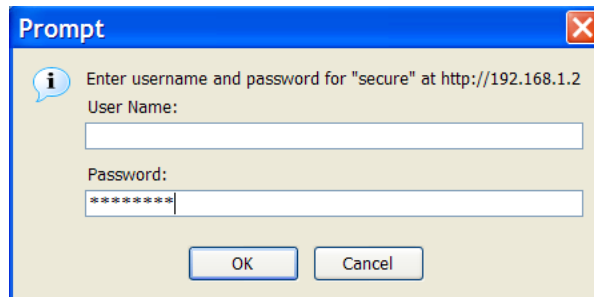 Prompt
Enter username and password for "secure" at http://192.168.1.2
User Name:
Password:
********
OK Cancel